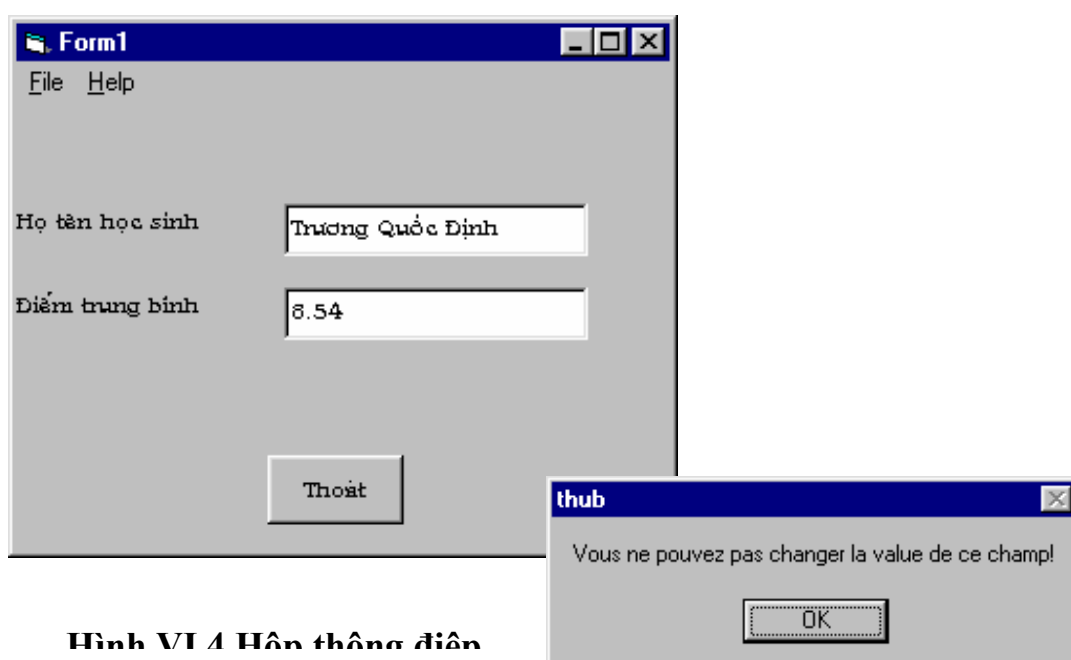 Form1
File Help
Họ tên học sinh
Trương Quốc Định
Điểm trung bình
8.54
Thoát
thub
Vous ne pouvez pas changer la value de ce champ!
OK
Hình VI.4 Hộp thông điệp